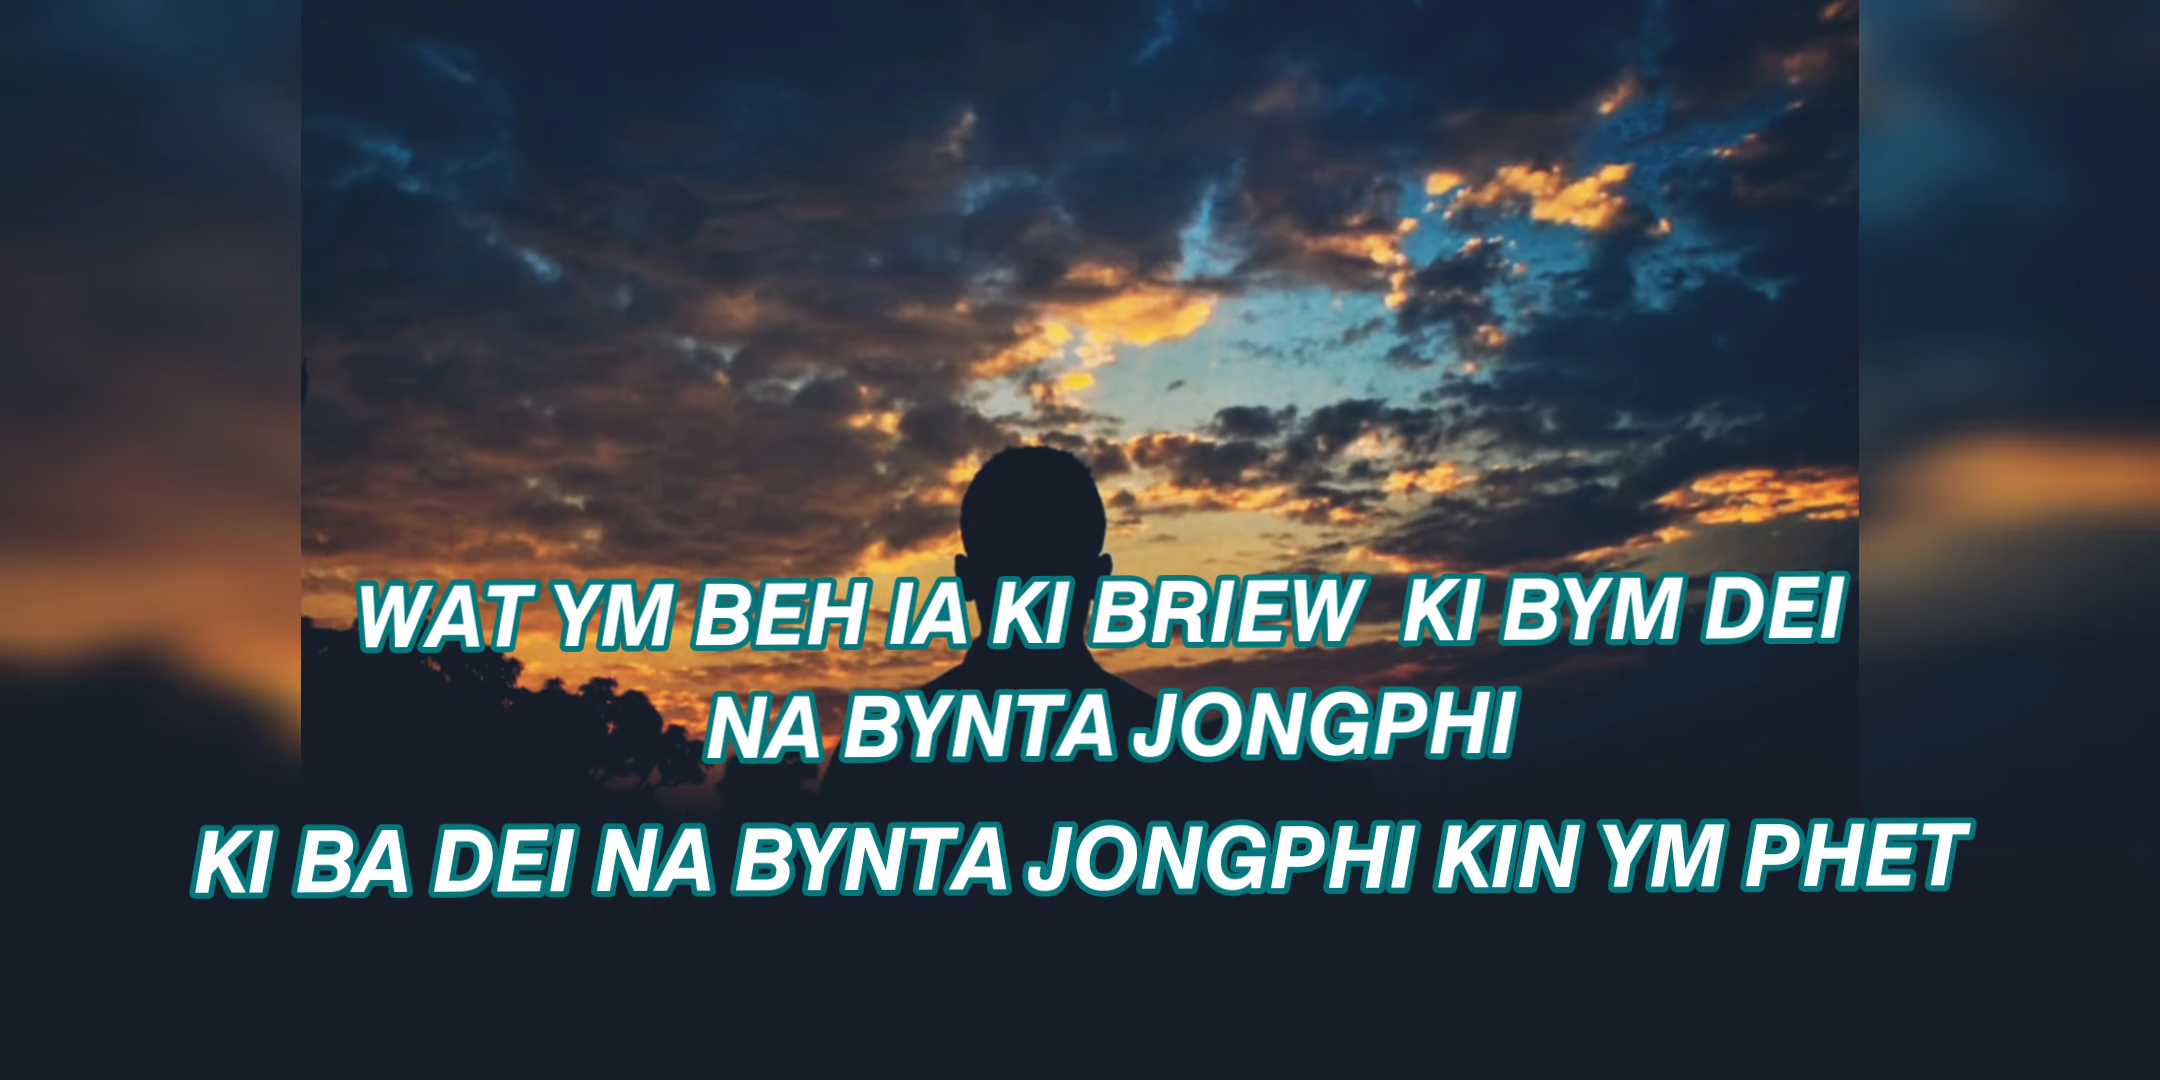 WAT YM BEH IA KI BRIEW KI BYM DEI
NA BYNTA JONGPHI
KI BA DEI NA BYNTA JONGPHI KIN YM PHET